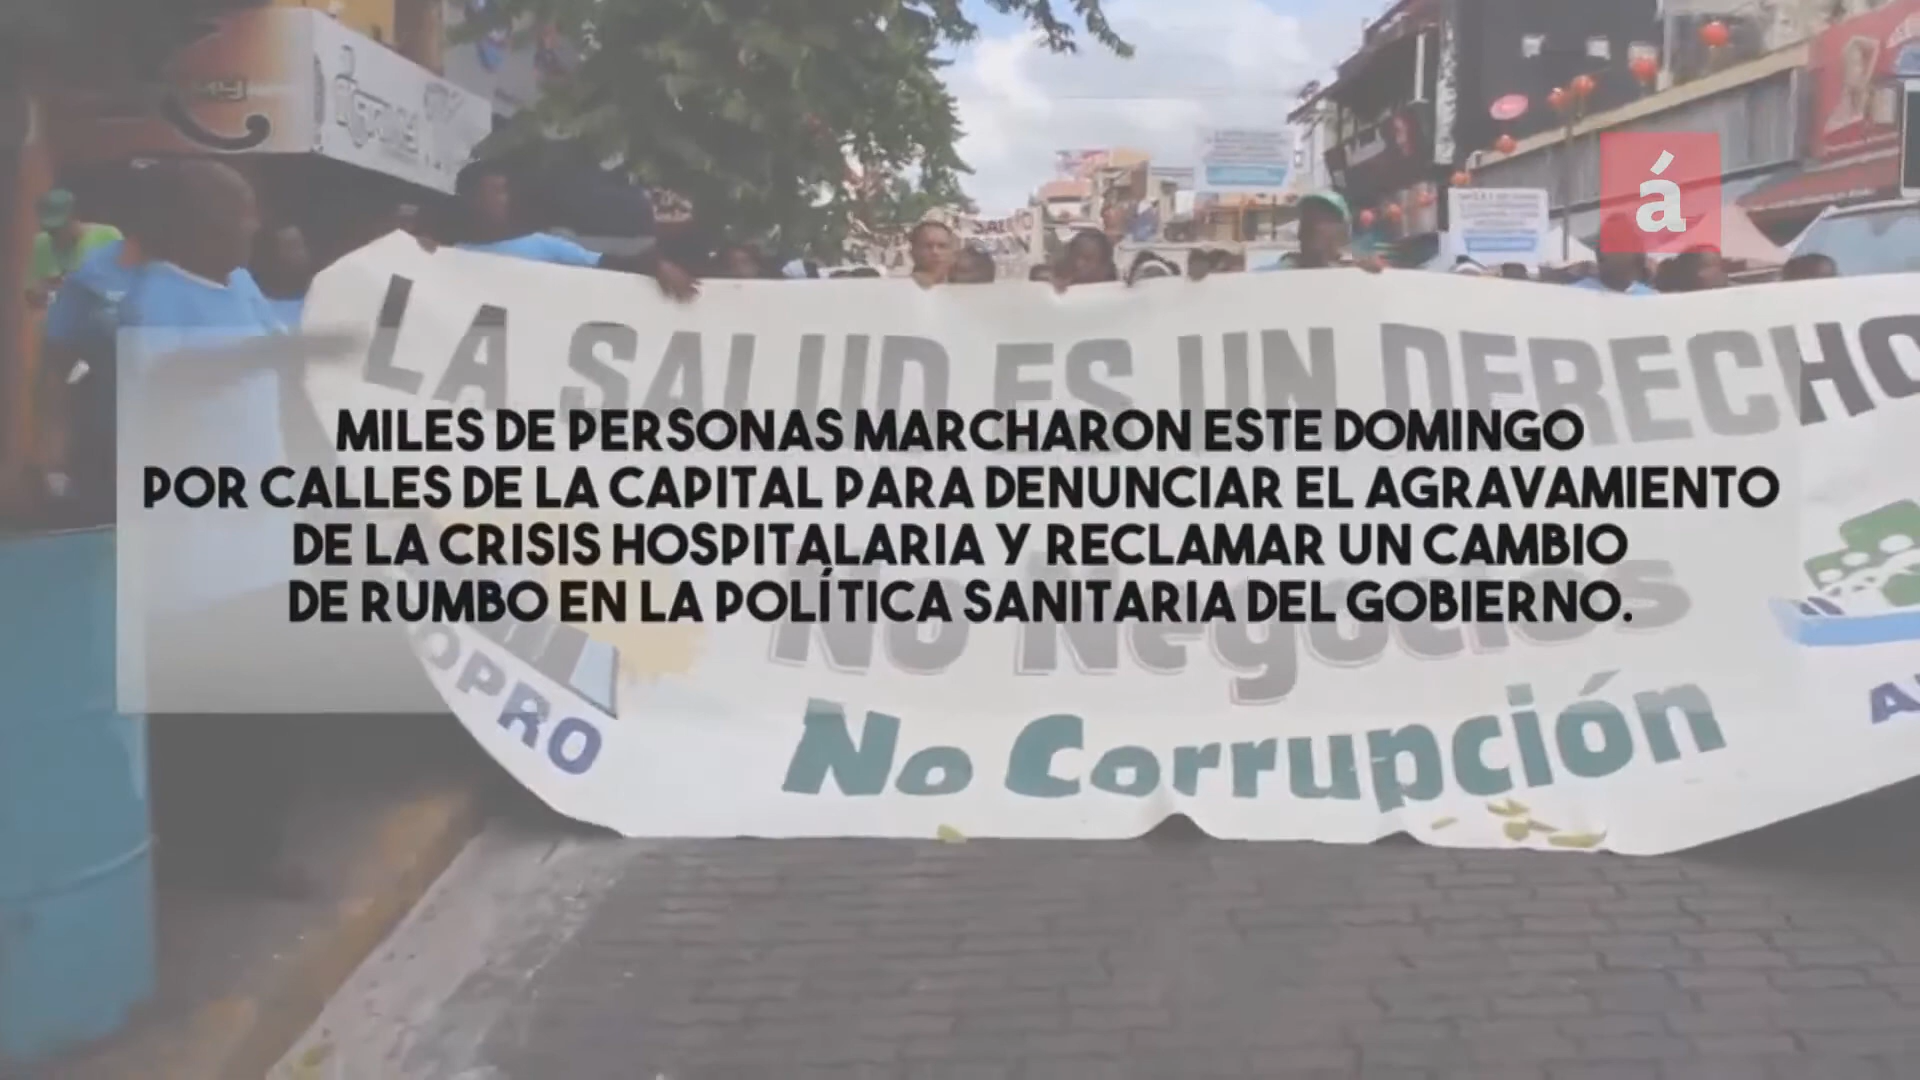 á
LA SALUD ES UN DERECHO
MILES DE PERSONAS MARCHARON ESTE DOMINGO
POR CALLES DE LA CAPITAL PARA DENUNCIAR EL AGRAVAMIENTO
DE LA CRISIS HOSPITALARIA Y RECLAMAR UN CAMBIO
DE RUMBO EN LA POLÍTICA SANITARIA DEL GOBIERNO.
No Negocios
OPRO
No Corrupción